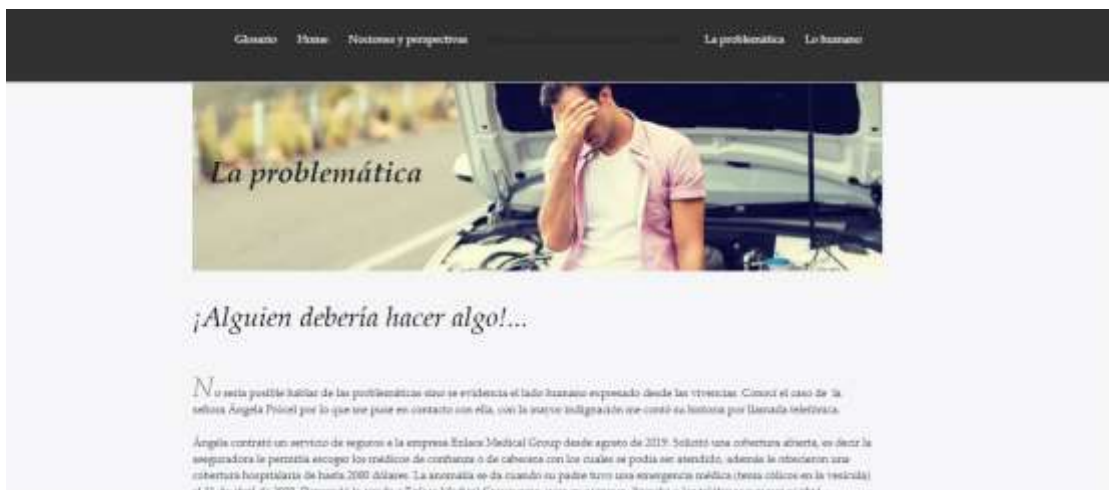 Glosario Home Nociones y perspectivas La problemática Lo humano
La problemática
¡Alguien debería hacer algo!...
No sería posible hablar de las problemáticas sino se evidencia el lado humano expresado desde las vivencias. Conocí el caso de la
señora Ángela Pricel por lo que me puse en contacto con ella, con la mayor indignación me contó su historia por llamada telefónica.
Ángela contrató un servicio de seguros a la empresa Enlace Medical Group desde agosto de 2019. Solicitó una cobertura abierta, es decir la
aseguradora le permitía escoger los médicos de confianza o de cabecera con los cuales se podía ser atendido, además le ofrecieron una
cobertura hospitalaria de hasta 2000 dólares. La anomalía se da cuando su padre tuvo una emergencia médica (tenía cólicos en la vesícula)